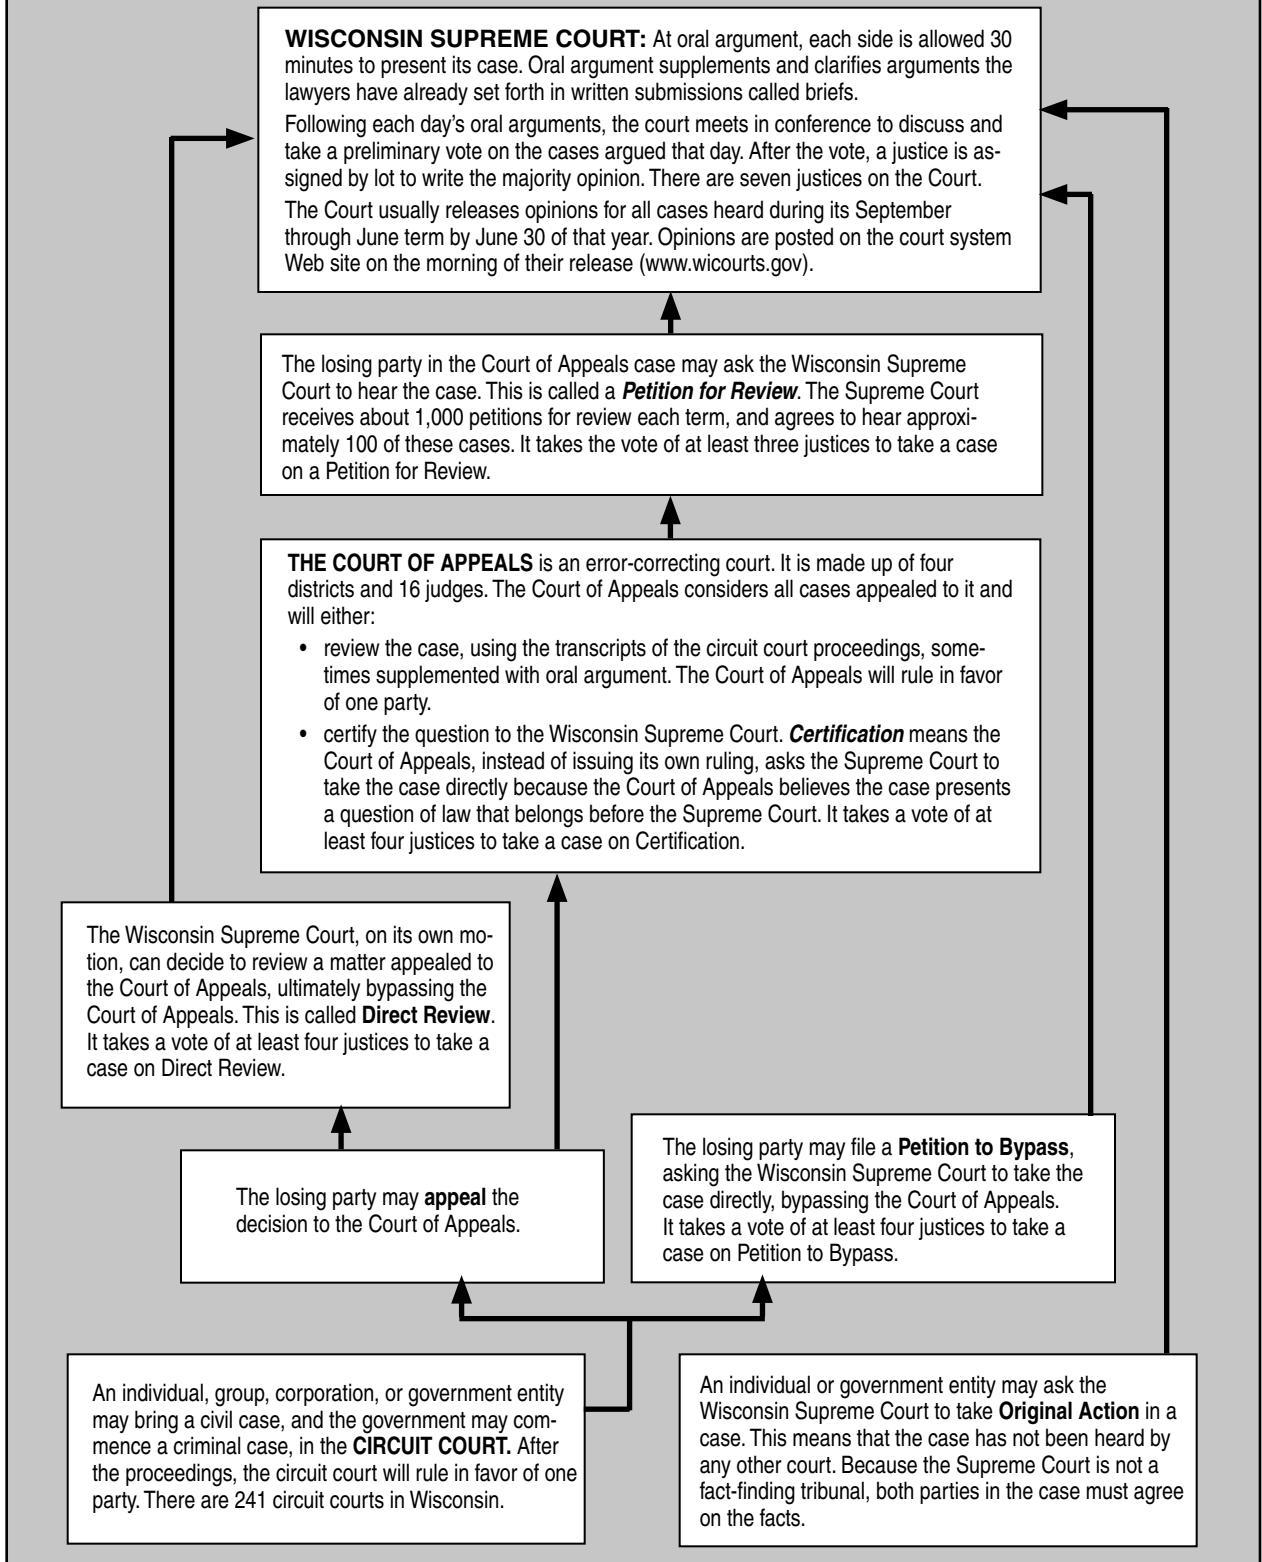 WISCONSIN SUPREME COURT: At oral argument, each side is allowed 30
minutes to present its case. Oral argument supplements and clarifies arguments the
lawyers have already set forth in written submissions called briefs.
Following each day's oral arguments, the court meets in conference to discuss and
take a preliminary vote on the cases argued that day. After the vote, a justice is as-
signed by lot to write the majority opinion. There are seven justices on the Court.
The Court usually releases opinions for all cases heard during its September
through June term by June 30 of that year. Opinions are posted on the court system
Web site on the morning of their release (www.wicourts.gov).
The losing party in the Court of Appeals case may ask the Wisconsin Supreme
Court to hear the case. This is called a Petition for Review. The Supreme Court
receives about 1,000 petitions for review each term, and agrees to hear approxi-
mately 100 of these cases. It takes the vote of at least three justices to take a case
on a Petition for Review.
THE COURT OF APPEALS is an error-correcting court. It is made up of four
districts and 16 judges. The Court of Appeals considers all cases appealed to it and
will either:
• review the case, using the transcripts of the circuit court proceedings, some-
times supplemented with oral argument. The Court of Appeals will rule in favor
of one party.
• certify the question to the Wisconsin Supreme Court. Certification means the
Court of Appeals, instead of issuing its own ruling, asks the Supreme Court to
take the case directly because the Court of Appeals believes the case presents
a question of law that belongs before the Supreme Court. It takes a vote of at
least four justices to take a case on Certification.
The Wisconsin Supreme Court, on its own mo-
tion, can decide to review a matter appealed to
the Court of Appeals, ultimately bypassing the
Court of Appeals. This is called Direct Review.
It takes a vote of at least four justices to take a
case on Direct Review.
The losing party may appeal the
decision to the Court of Appeals.
The losing party may file a Petition to Bypass,
asking the Wisconsin Supreme Court to take the
case directly, bypassing the Court of Appeals.
It takes a vote of at least four justices to take a
case on Petition to Bypass.
An individual, group, corporation, or government entity
may bring a civil case, and the government may com-
mence a criminal case, in the CIRCUIT COURT. After
the proceedings, the circuit court will rule in favor of one
party. There are 241 circuit courts in Wisconsin.
An individual or government entity may ask the
Wisconsin Supreme Court to take Original Action in a
case. This means that the case has not been heard by
any other court. Because the Supreme Court is not a
fact-finding tribunal, both parties in the case must agree
on the facts.